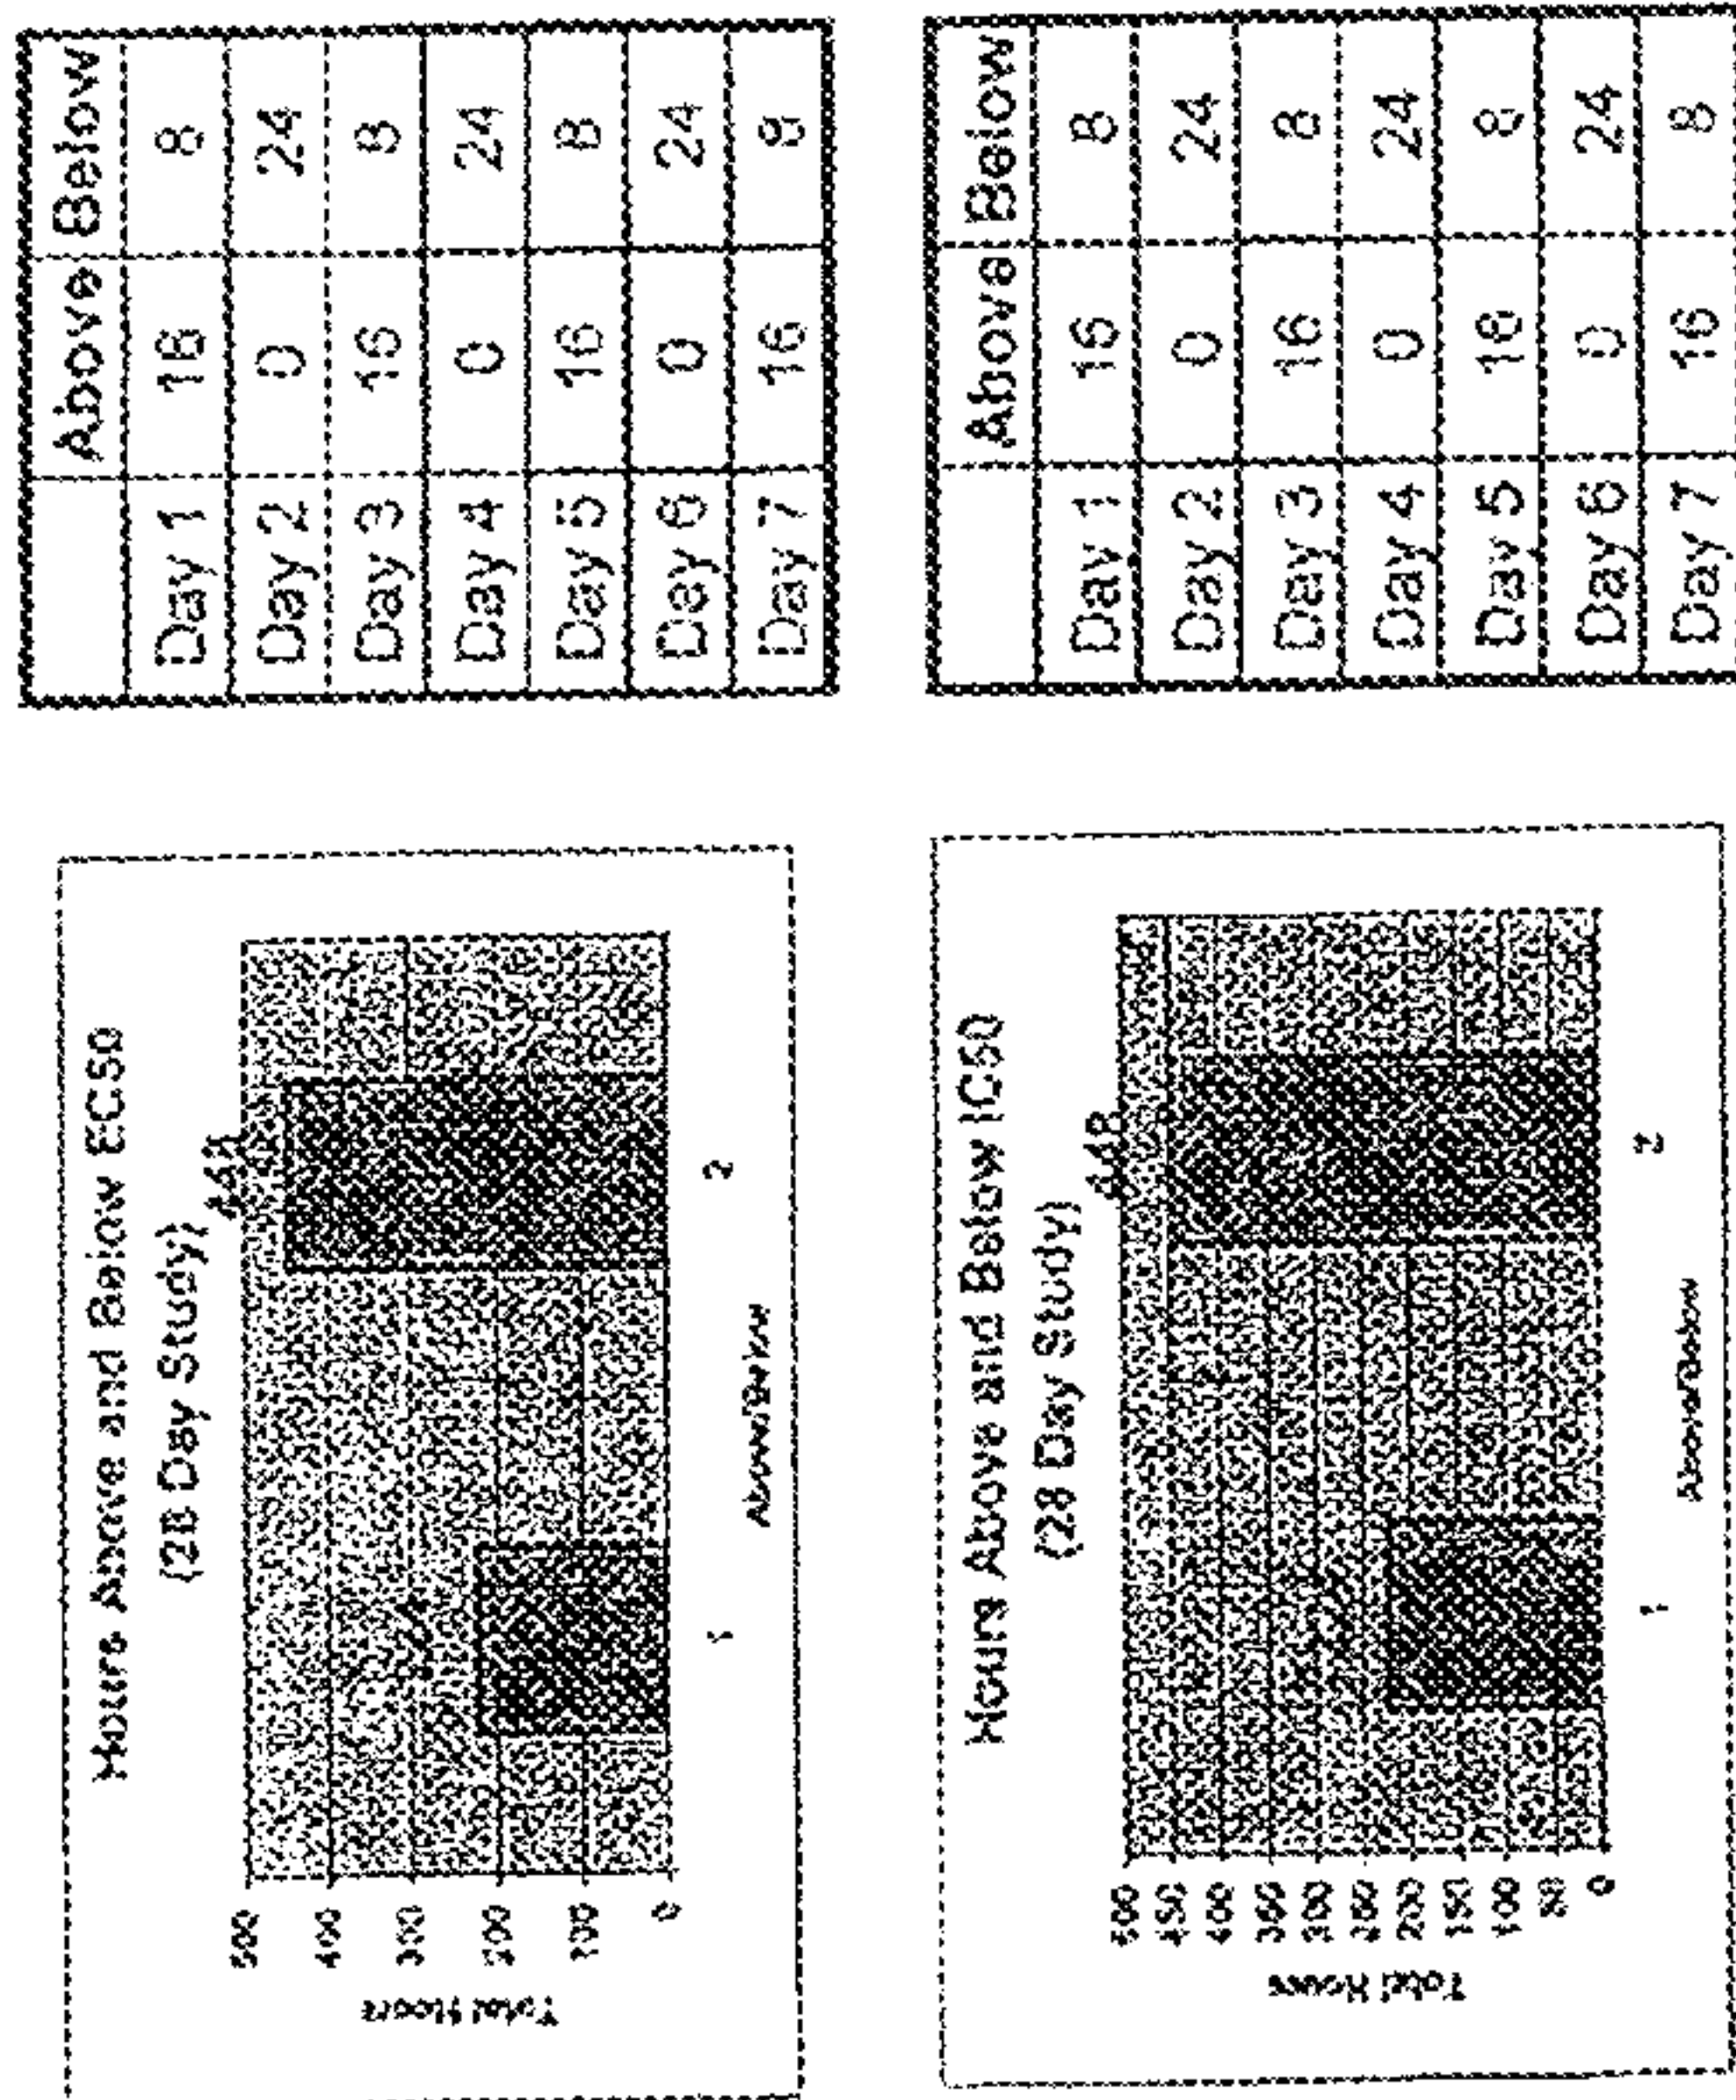 Hours Above and Below EC50
(28 Day Study)
448
500
400
300
200
100
0
Total Hours
1
2
Above/Below
Above Below
Day 1 16 8
Day 2 0 24
Day 3 16 8
Day 4 0 24
Day 5 16 8
Day 6 0 24
Day 7 16 8
Hours Above and Below IC50
(28 Day Study)
448
500
450
400
350
300
250
200
150
100
50
0
Total Hours
1
2
Above/Below
Above Below
Day 1 16 8
Day 2 0 24
Day 3 16 8
Day 4 0 24
Day 5 16 8
Day 6 0 24
Day 7 16 8